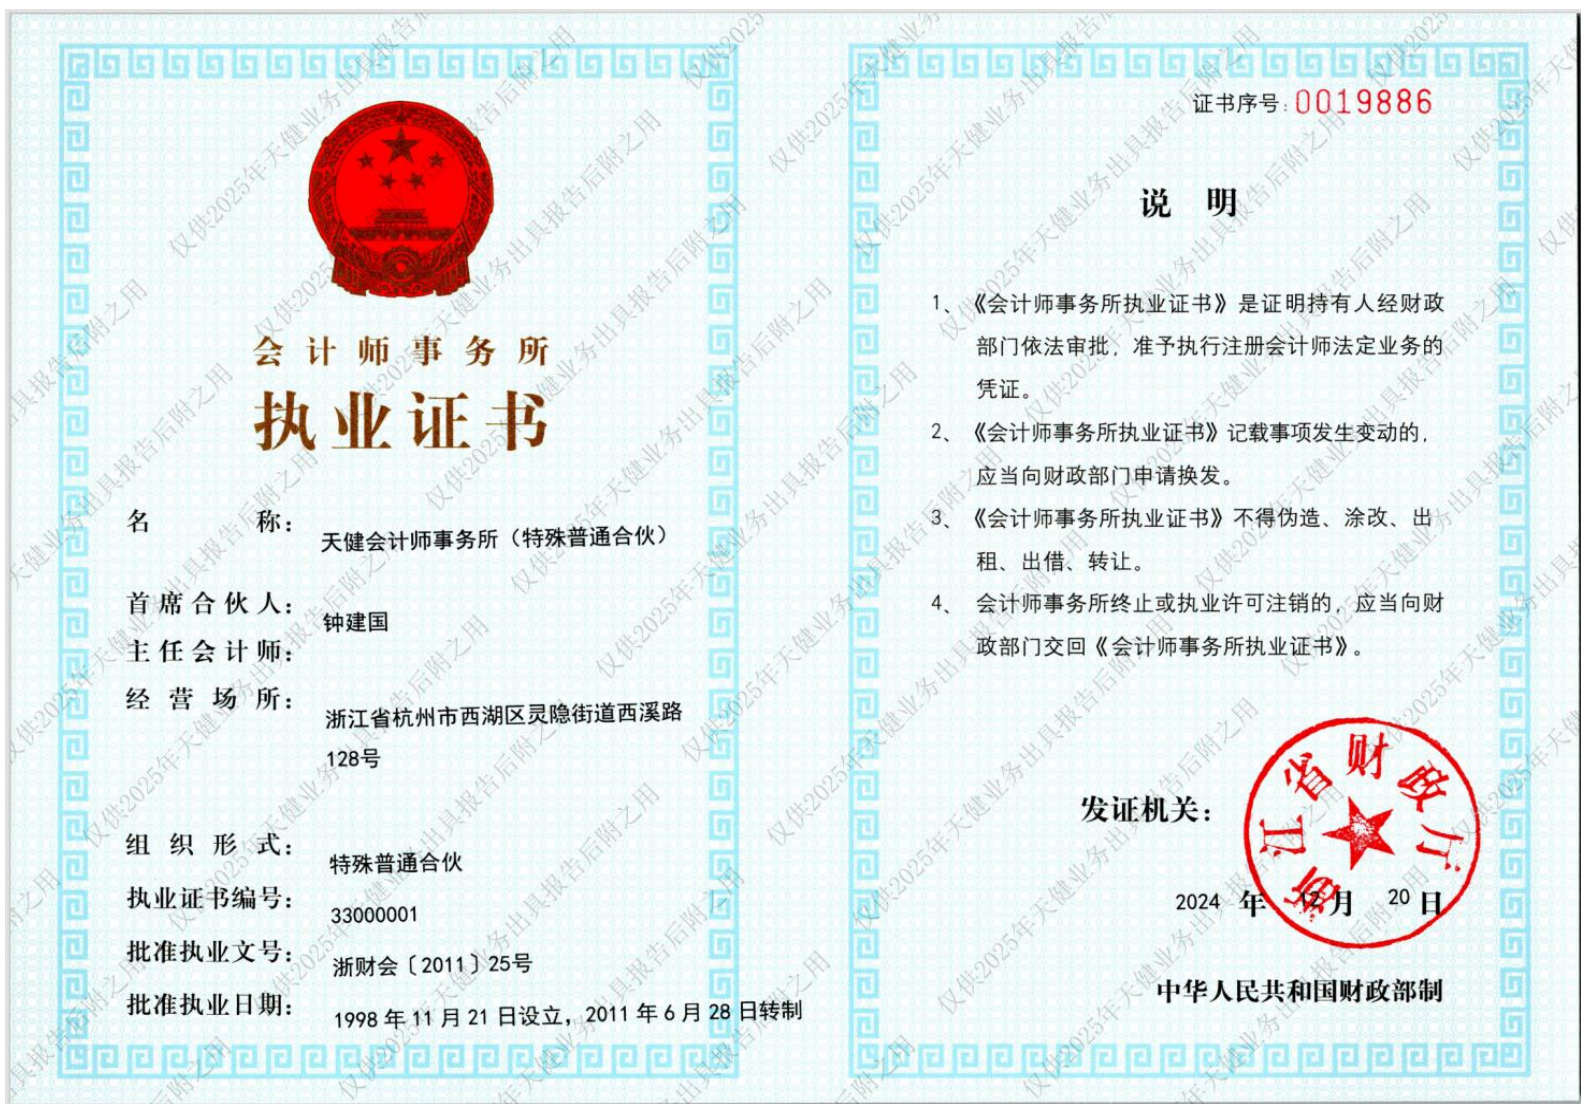 会计师事务所
执业证书
名称：天健会计师事务所（特殊普通合伙）
首席合伙人：钟建国
主任会计师：
经营场所：浙江省杭州市西湖区灵隐街道西溪路
128号
组织形式：特殊普通合伙
执业证书编号：33000001
批准执业文号：浙财会〔2011〕25号
批准执业日期：1998年11月21日设立，2011年6月28日转制
证书序号：0019886
说明
1、《会计师事务所执业证书》是证明持有人经财政
部门依法审批，准予执行注册会计师法定业务的
凭证。
2、《会计师事务所执业证书》记载事项发生变动的，
应当向财政部门申请换发。
3、《会计师事务所执业证书》不得伪造、涂改、出
租、出借、转让。
4、会计师事务所终止或执业许可注销的，应当向财
政部门交回《会计师事务所执业证书》。
发证机关：
浙江省财政厅
2024年12月20日
中华人民共和国财政部制
仅供2025年天健业务出具报告后附之用